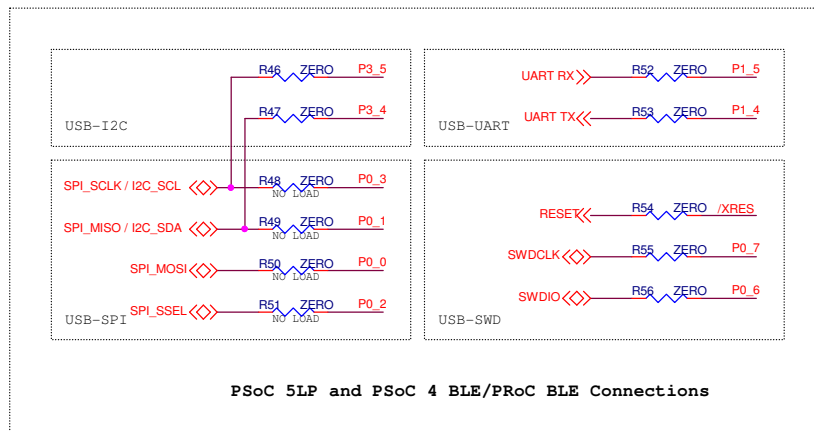 R46 ZERO P3_5
R47 ZERO P3_4
USB-I2C
UART RX R52 ZERO P1_5
UART TX R53 ZERO P1_4
USB-UART
SPI_SCLK / I2C_SCL R48 ZERO P0_3
NO LOAD
SPI_MISO / I2C_SDA R49 ZERO P0_1
NO LOAD
SPI_MOSI R50 ZERO P0_0
NO LOAD
SPI_SSEL R51 ZERO P0_2
NO LOAD
USB-SPI
RESET R54 ZERO /XRES
SWDCLK R55 ZERO P0_7
SWDIO R56 ZERO P0_6
USB-SWD
PSoC 5LP and PSoC 4 BLE/PRoC BLE Connections